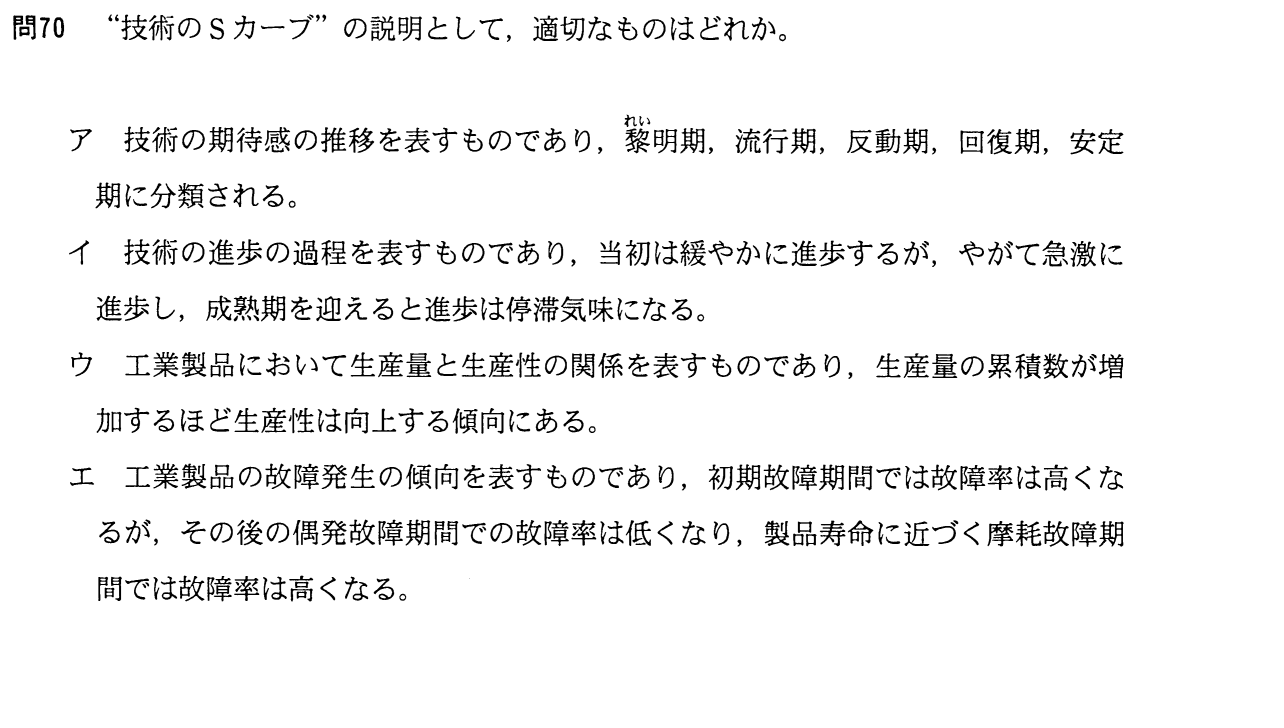 問70 “技術のSカーブ”の説明として，適切なものはどれか。
れい
ア 技術の期待感の推移を表すものであり，黎明期，流行期，反動期，回復期，安定
期に分類される。
イ 技術の進歩の過程を表すものであり，当初は緩やかに進歩するが，やがて急激に
進歩し，成熟期を迎えると進歩は停滞気味になる。
ウ 工業製品において生産量と生産性の関係を表すものであり，生産量の累積数が増
加するほど生産性は向上する傾向にある。
エ 工業製品の故障発生の傾向を表すものであり，初期故障期間では故障率は高くな
るが，その後の偶発故障期間での故障率は低くなり，製品寿命に近づく摩耗故障期
間では故障率は高くなる。